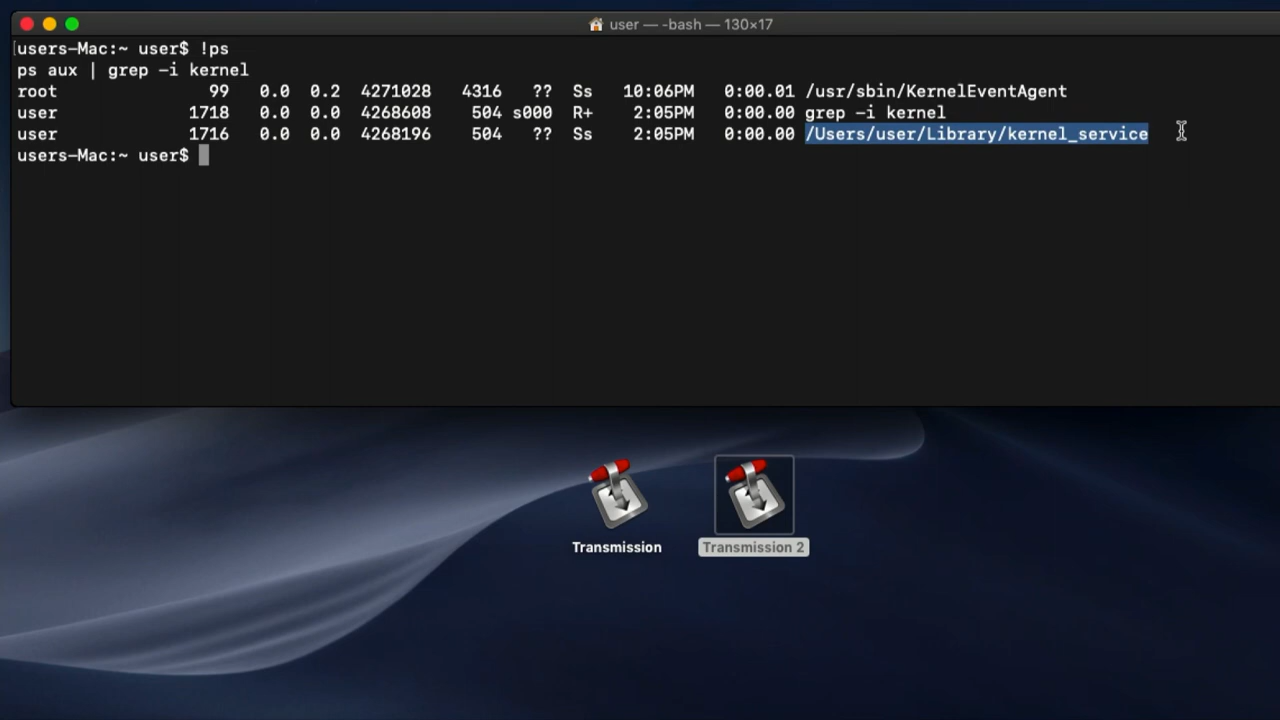 user — -bash — 130×17
[users-Mac:~ user$ !ps
ps aux | grep -i kernel
root 99 0.0 0.2 4271028 4316 ?? Ss 10:06PM 0:00.01 /usr/sbin/KernelEventAgent
user 1718 0.0 0.0 4268608 504 s000 R+ 2:05PM 0:00.00 grep -i kernel
user 1716 0.0 0.0 4268196 504 ?? Ss 2:05PM 0:00.00 /Users/user/Library/kernel_service
users-Mac:~ user$
Transmission
Transmission 2